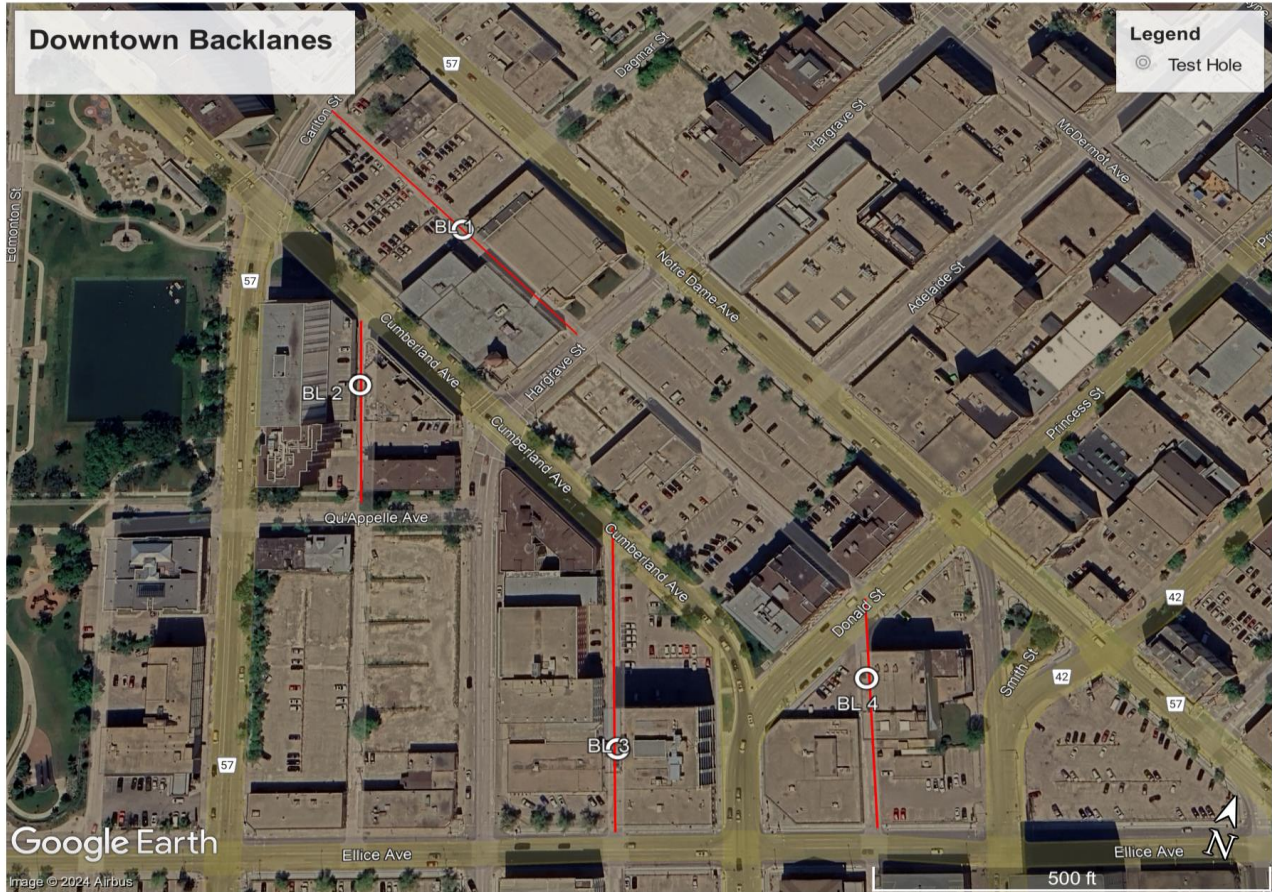 Downtown Backlanes
Legend
Test Hole
57
Dagmar St
Carlton St
Hargrave St
McDermot Ave
Edmonton St
BL 1
57
Notre Dame Ave
Adelaide St
Cumberland Ave
Hargrave St
BL 2
Princess St
Cumberland Ave
Qu'Appelle Ave
Cumberland Ave
42
Donald St
Smith St
42
BL 4
57
BL 3
57
Google Earth
N
Ellice Ave
Ellice Ave
500 ft
Image © 2024 Airbus